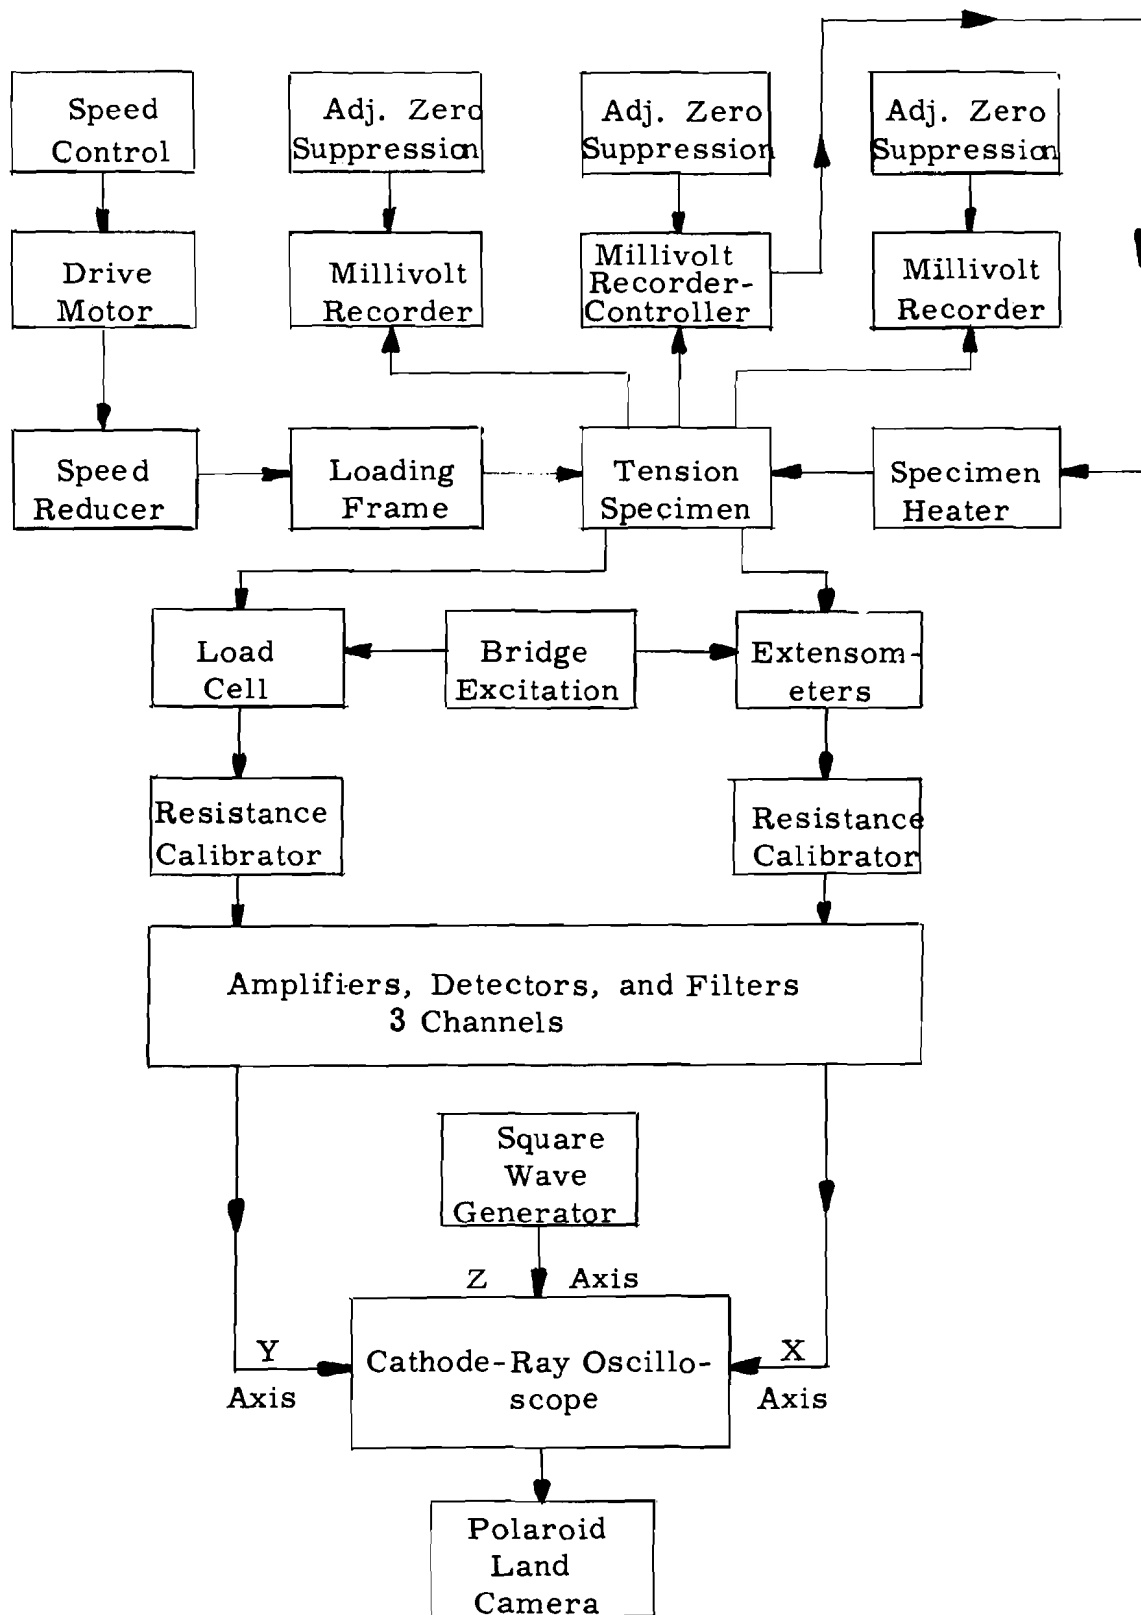 Speed
Control
Adj. Zero
Suppression
Adj. Zero
Suppression
Adj. Zero
Suppression
Drive
Motor
Millivolt
Recorder
Millivolt
Recorder-
Controller
Millivolt
Recorder
Speed
Reducer
Loading
Frame
Tension
Specimen
Specimen
Heater
Load
Cell
Bridge
Excitation
Extensom-
eters
Resistance
Calibrator
Resistance
Calibrator
Amplifiers, Detectors, and Filters
3 Channels
Square
Wave
Generator
Z Axis
Y
Axis
Cathode-Ray Oscillo-
scope
X
Axis
Polaroid
Land
Camera